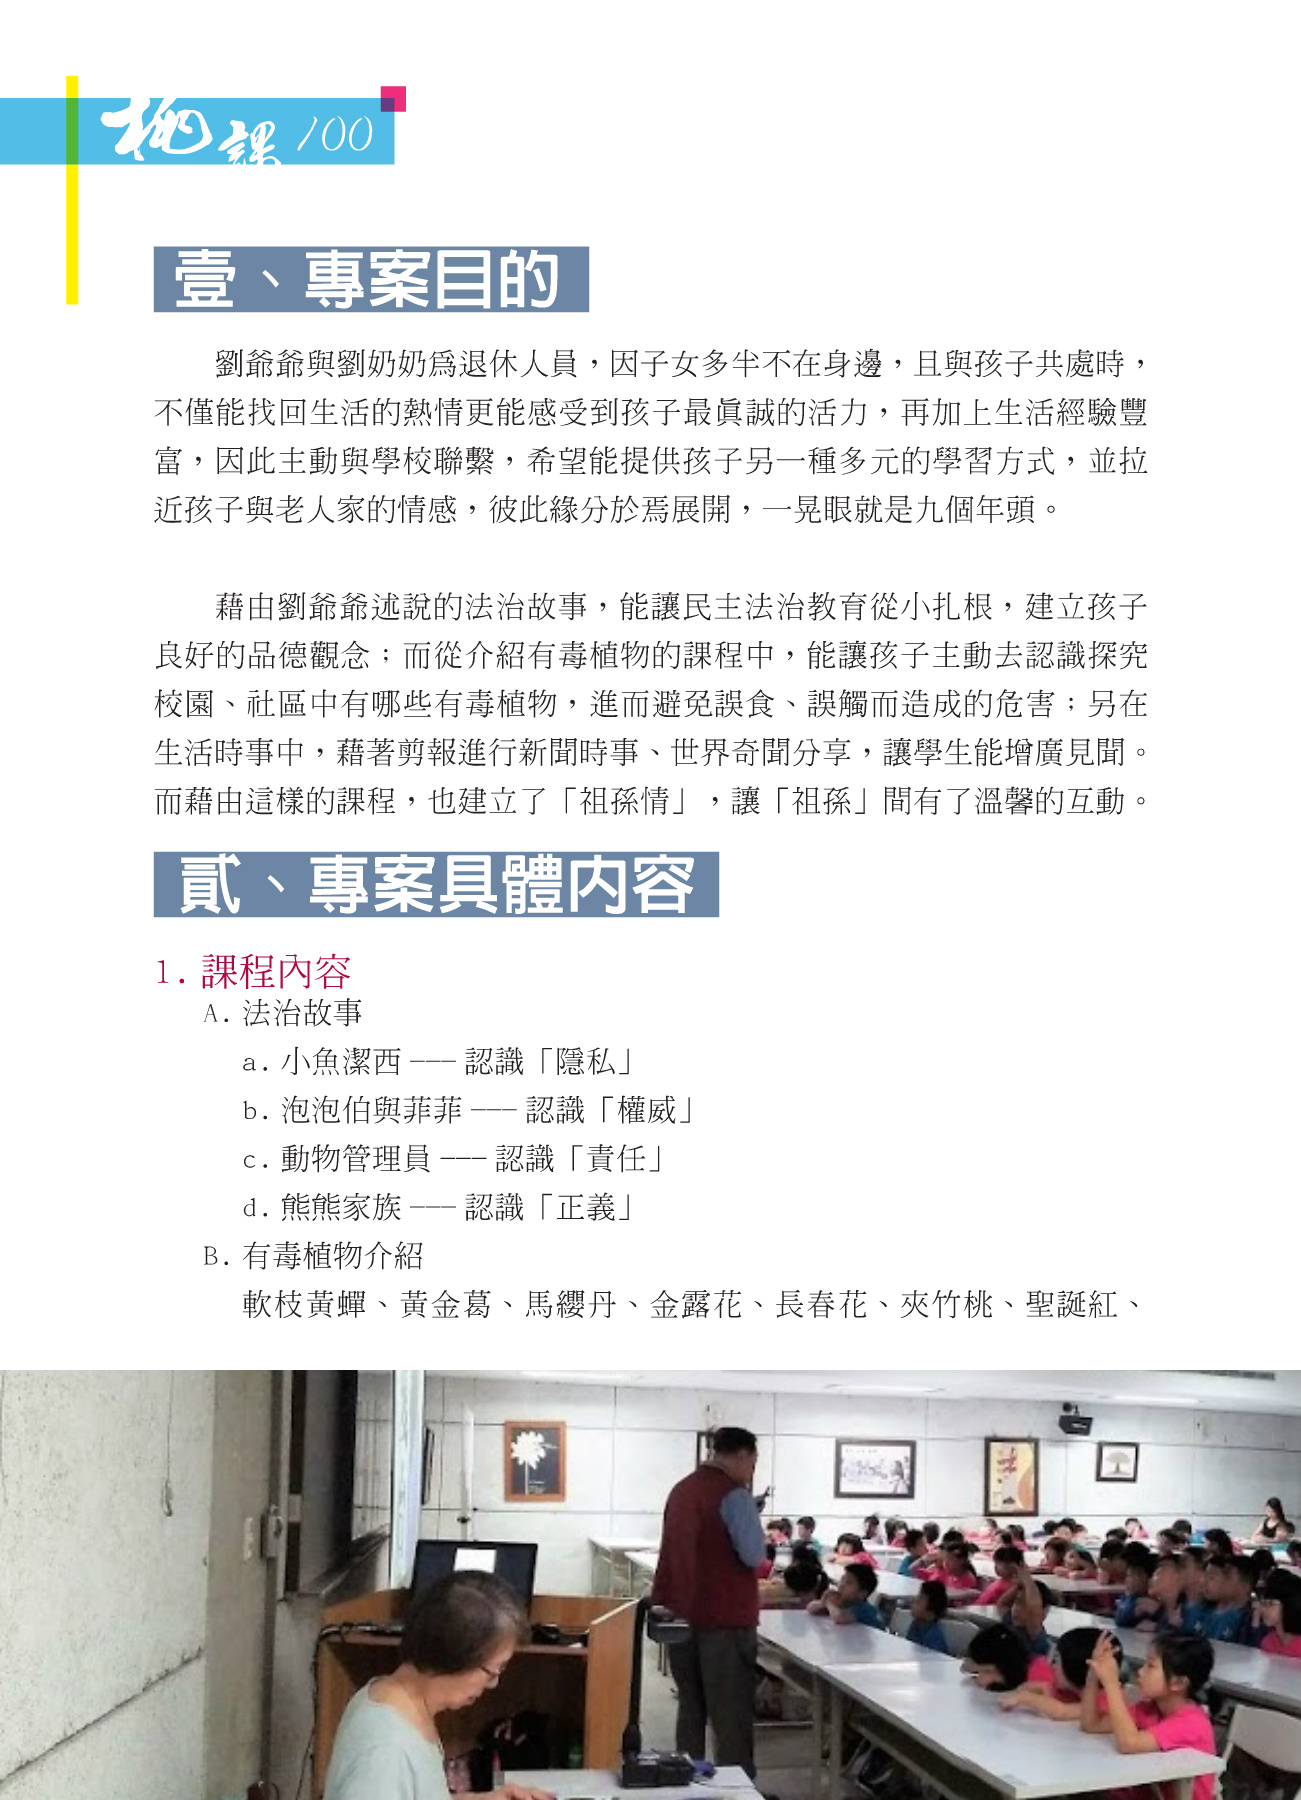 桃課100
壹、專案目的
劉爺爺與劉奶奶為退休人員，因子女多半不在身邊，且與孩子共處時，
不僅能找回生活的熱情更能感受到孩子最真誠的活力，再加上生活經驗豐
富，因此主動與學校聯繫，希望能提供孩子另一種多元的學習方式，並拉
近孩子與老人家的情感，彼此緣分於焉展開，一晃眼就是九個年頭。
藉由劉爺爺述說的法治故事，能讓民主法治教育從小扎根，建立孩子
良好的品德觀念；而從介紹有毒植物的課程中，能讓孩子主動去認識探究
校園、社區中有哪些有毒植物，進而避免誤食、誤觸而造成的危害；另在
生活時事中，藉著剪報進行新聞時事、世界奇聞分享，讓學生能增廣見聞。
而藉由這樣的課程，也建立了「祖孫情」，讓「祖孫」間有了溫馨的互動。
貳、專案具體內容
1. 課程內容
A. 法治故事
a. 小魚潔西 --- 認識「隱私」
b. 泡泡伯與菲菲 --- 認識「權威」
c. 動物管理員 --- 認識「責任」
d. 熊熊家族 --- 認識「正義」
B. 有毒植物介紹
軟枝黃蟬、黃金葛、馬纓丹、金露花、長春花、夾竹桃、聖誕紅、